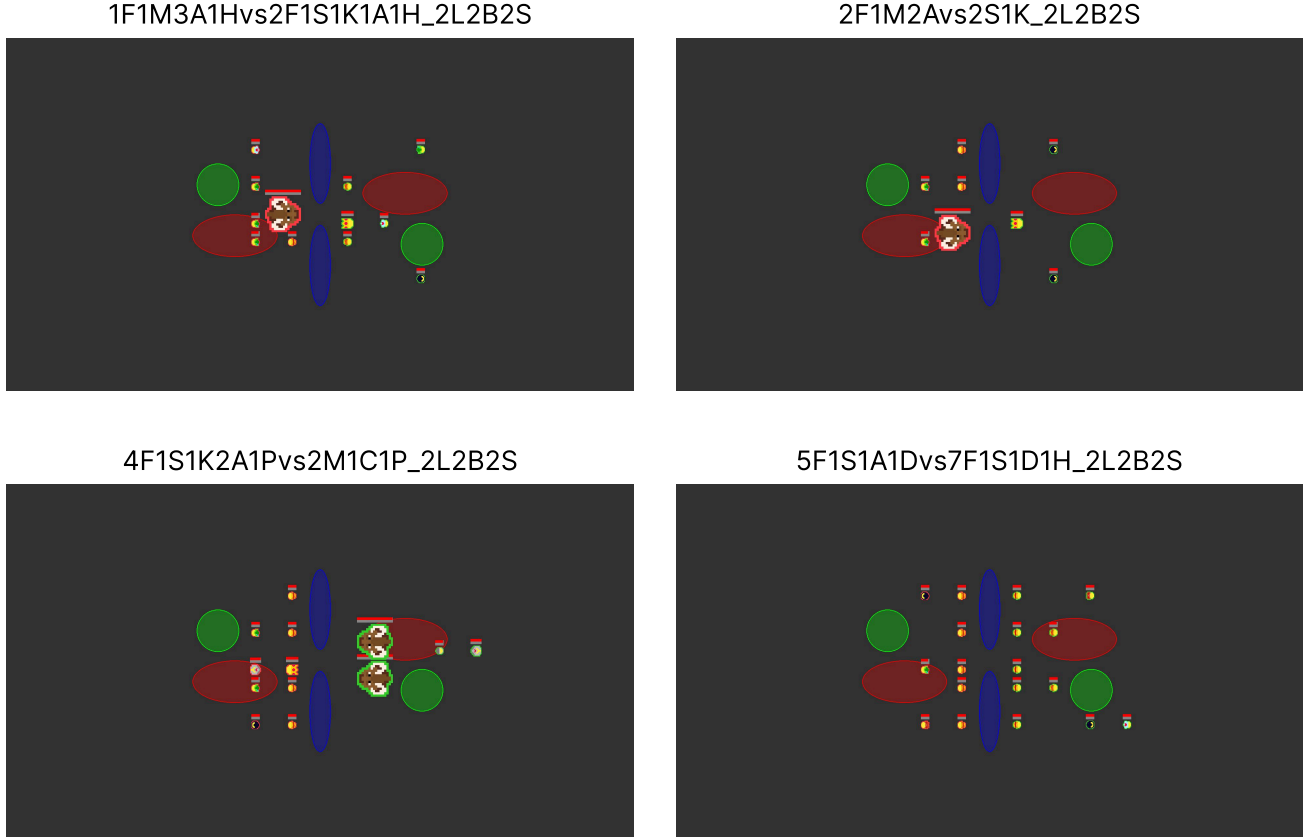 1F1M3A1Hvs2F1S1K1A1H_2L2B2S
2F1M2Avs2S1K_2L2B2S
4F1S1K2A1Pvs2M1C1P_2L2B2S
5F1S1A1Dvs7F1S1D1H_2L2B2S